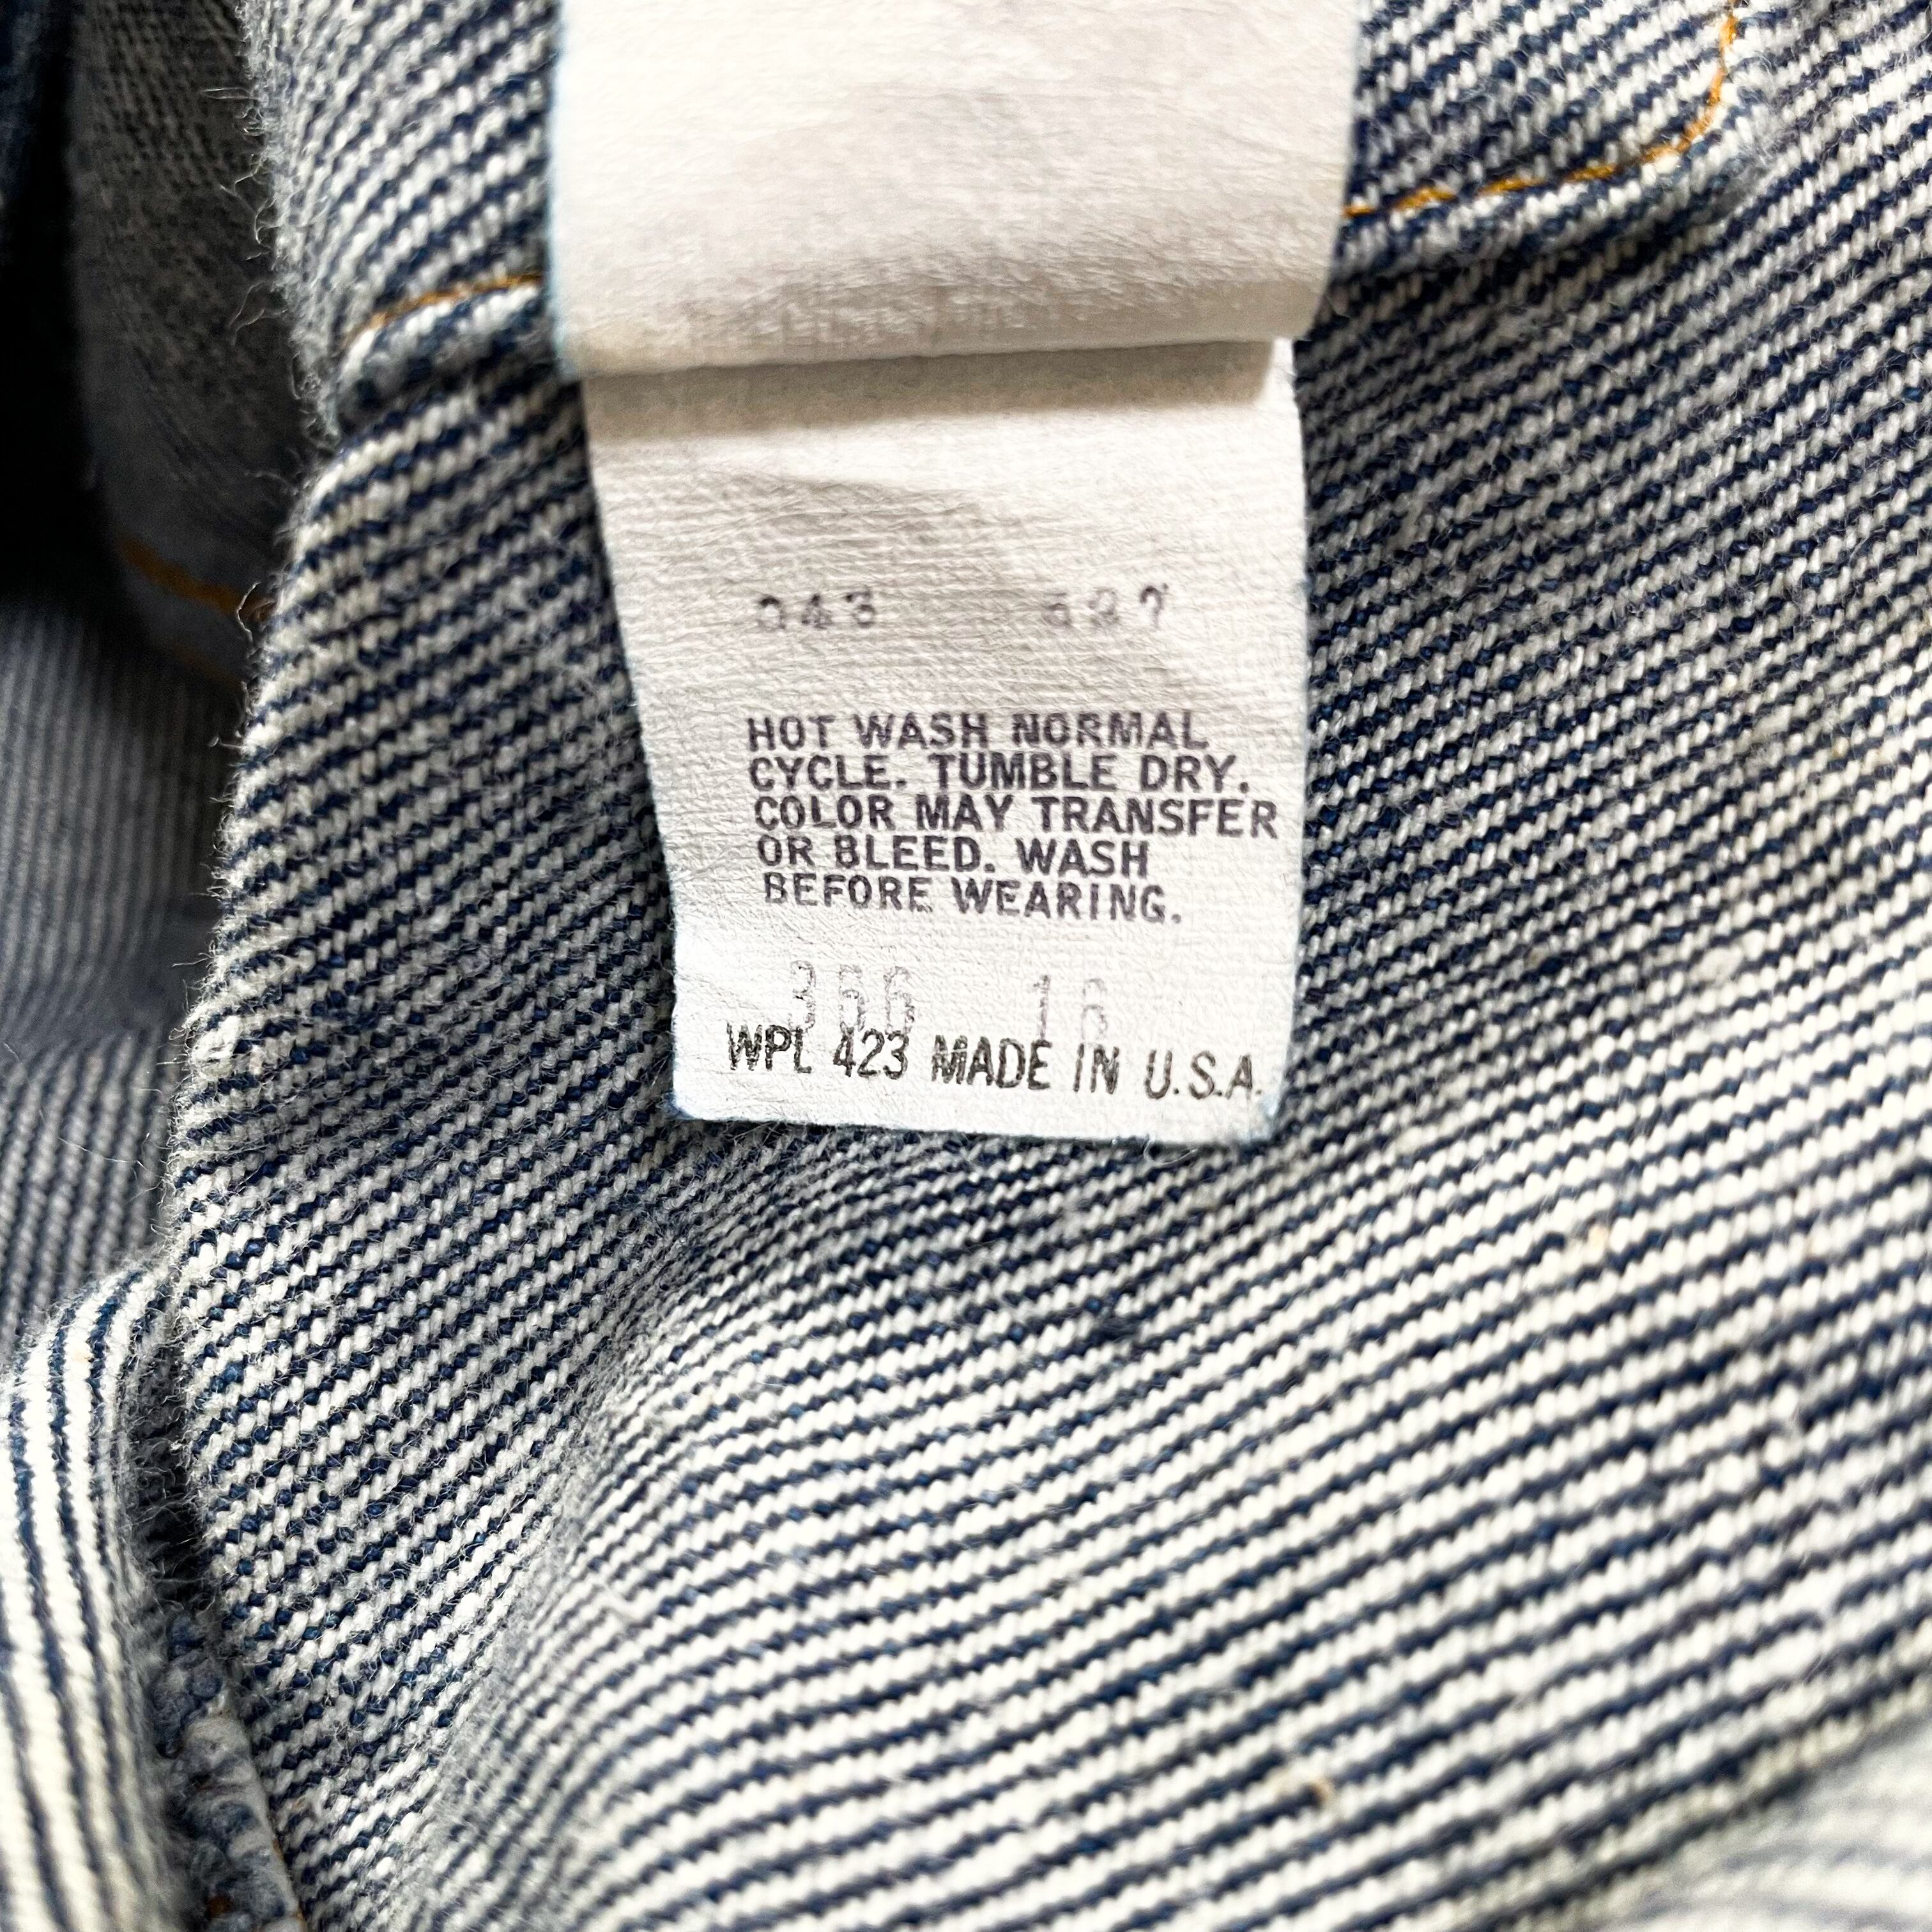 HOT WASH NORMAL
CYCLE. TUMBLE DRY.
COLOR MAY TRANSFER
OR BLEED. WASH
BEFORE WEARING.
WPL 423 MADE IN U.S.A.